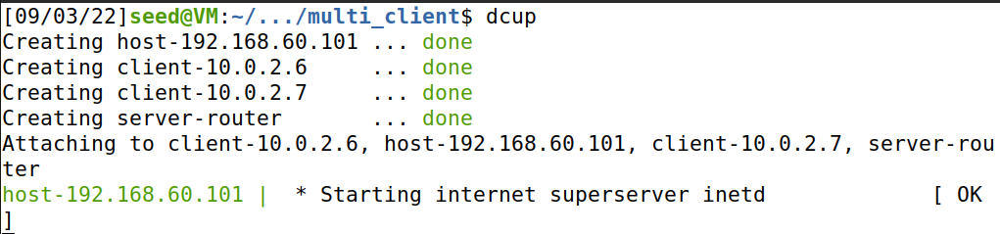 [09/03/22]seed@VM:~/.../multi_client$ dcup
Creating host-192.168.60.101 ... done
Creating client-10.0.2.6     ... done
Creating client-10.0.2.7     ... done
Creating server-router       ... done
Attaching to client-10.0.2.6, host-192.168.60.101, client-10.0.2.7, server-rou
ter
host-192.168.60.101 |  * Starting internet superserver inetd             [ OK
]